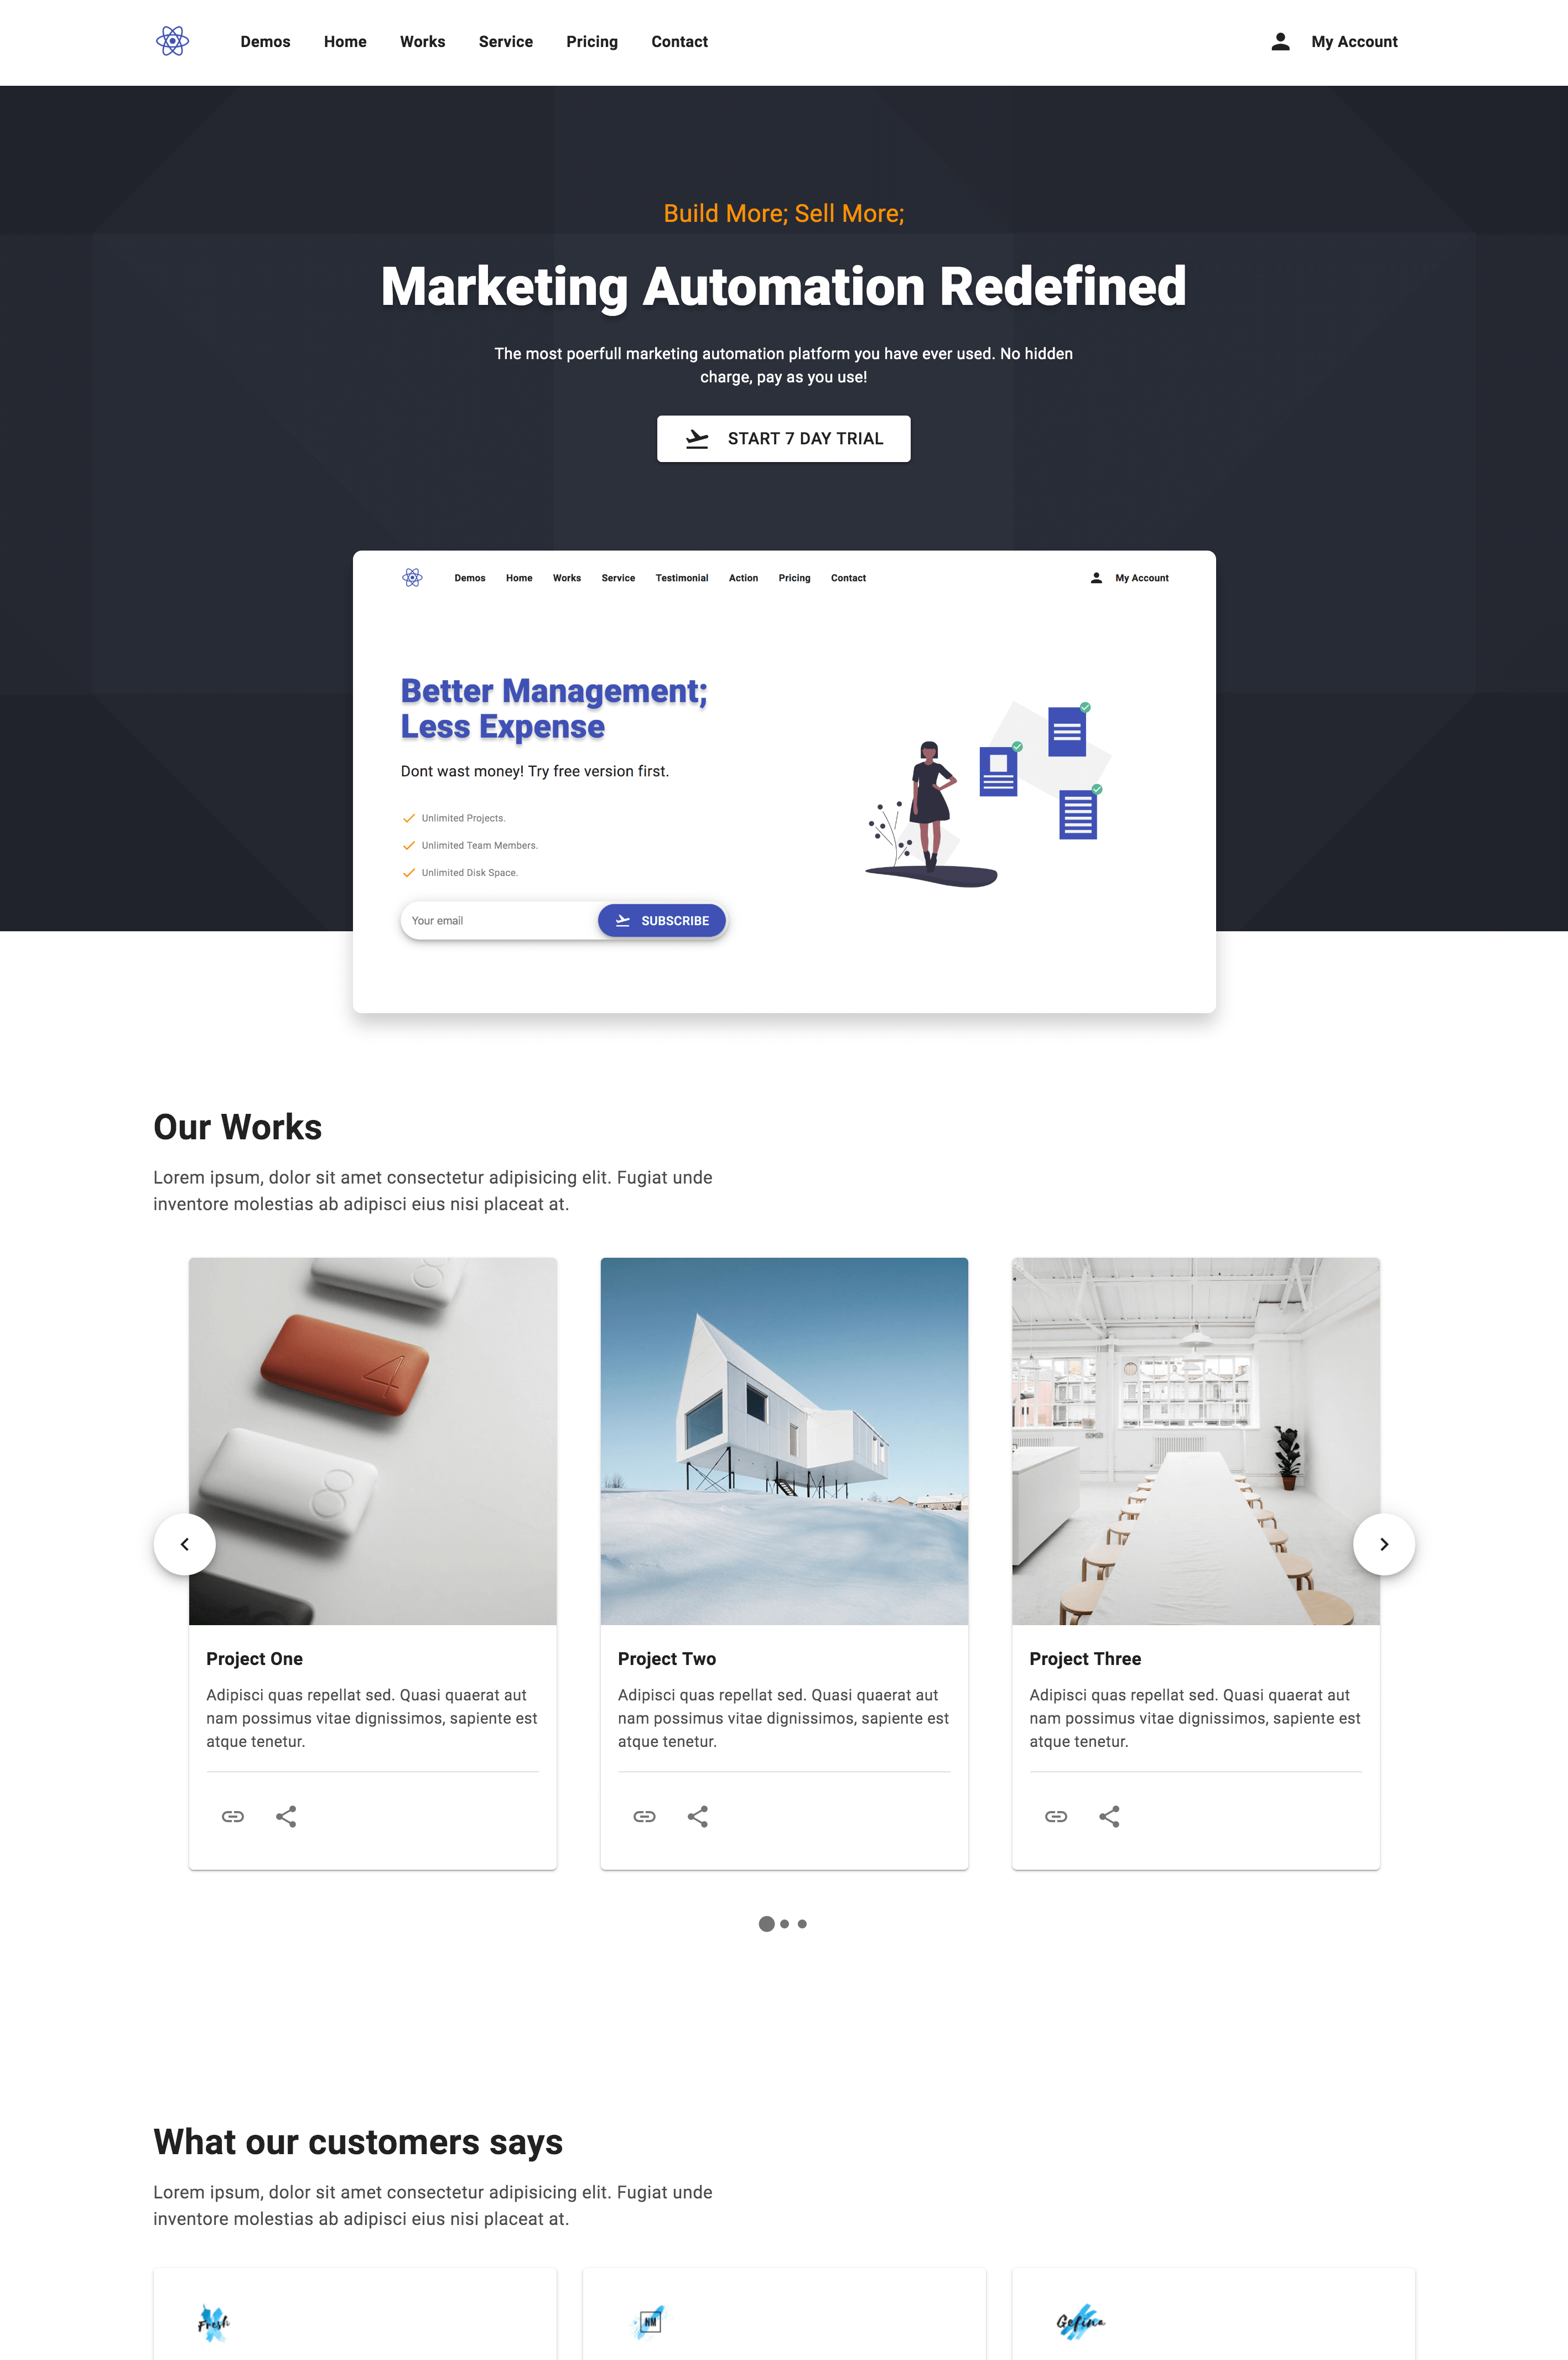 Demos Home Works Service Pricing Contact My Account
Build More; Sell More;
Marketing Automation Redefined
The most poerfull marketing automation platform you have ever used. No hidden
charge, pay as you use!
START 7 DAY TRIAL
Demos Home Works Service Testimonial Action Pricing Contact My Account
Better Management;
Less Expense
Dont wast money! Try free version first.
Unlimited Projects.
Unlimited Team Members.
Unlimited Disk Space.
Your email SUBSCRIBE
Our Works
Lorem ipsum, dolor sit amet consectetur adipisicing elit. Fugiat unde
inventore molestias ab adipisci eius nisi placeat at.
8
4
8
Project One
Adipisci quas repellat sed. Quasi quaerat aut
nam possimus vitae dignissimos, sapiente est
atque tenetur.
Project Two
Adipisci quas repellat sed. Quasi quaerat aut
nam possimus vitae dignissimos, sapiente est
atque tenetur.
Project Three
Adipisci quas repellat sed. Quasi quaerat aut
nam possimus vitae dignissimos, sapiente est
atque tenetur.
What our customers says
Lorem ipsum, dolor sit amet consectetur adipisicing elit. Fugiat unde
inventore molestias ab adipisci eius nisi placeat at.
Fresh
NM